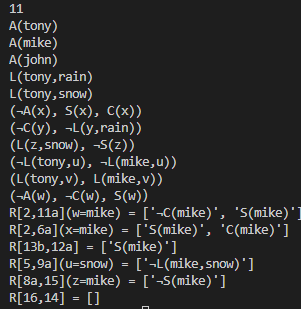 11
A(tony)
A(mike)
A(john)
L(tony,rain)
L(tony,snow)
(¬A(x), S(x), C(x))
(¬C(y), ¬L(y,rain))
(L(z,snow), ¬S(z))
(¬L(tony,u), ¬L(mike,u))
(L(tony,v), L(mike,v))
(¬A(w), ¬C(w), S(w))
R[2,11a](w=mike) = ['¬C(mike)', 'S(mike)']
R[2,6a](x=mike) = ['S(mike)', 'C(mike)']
R[13b,12a] = ['S(mike)']
R[5,9a](u=snow) = ['¬L(mike,snow)']
R[8a,15](z=mike) = ['¬S(mike)']
R[16,14] = []